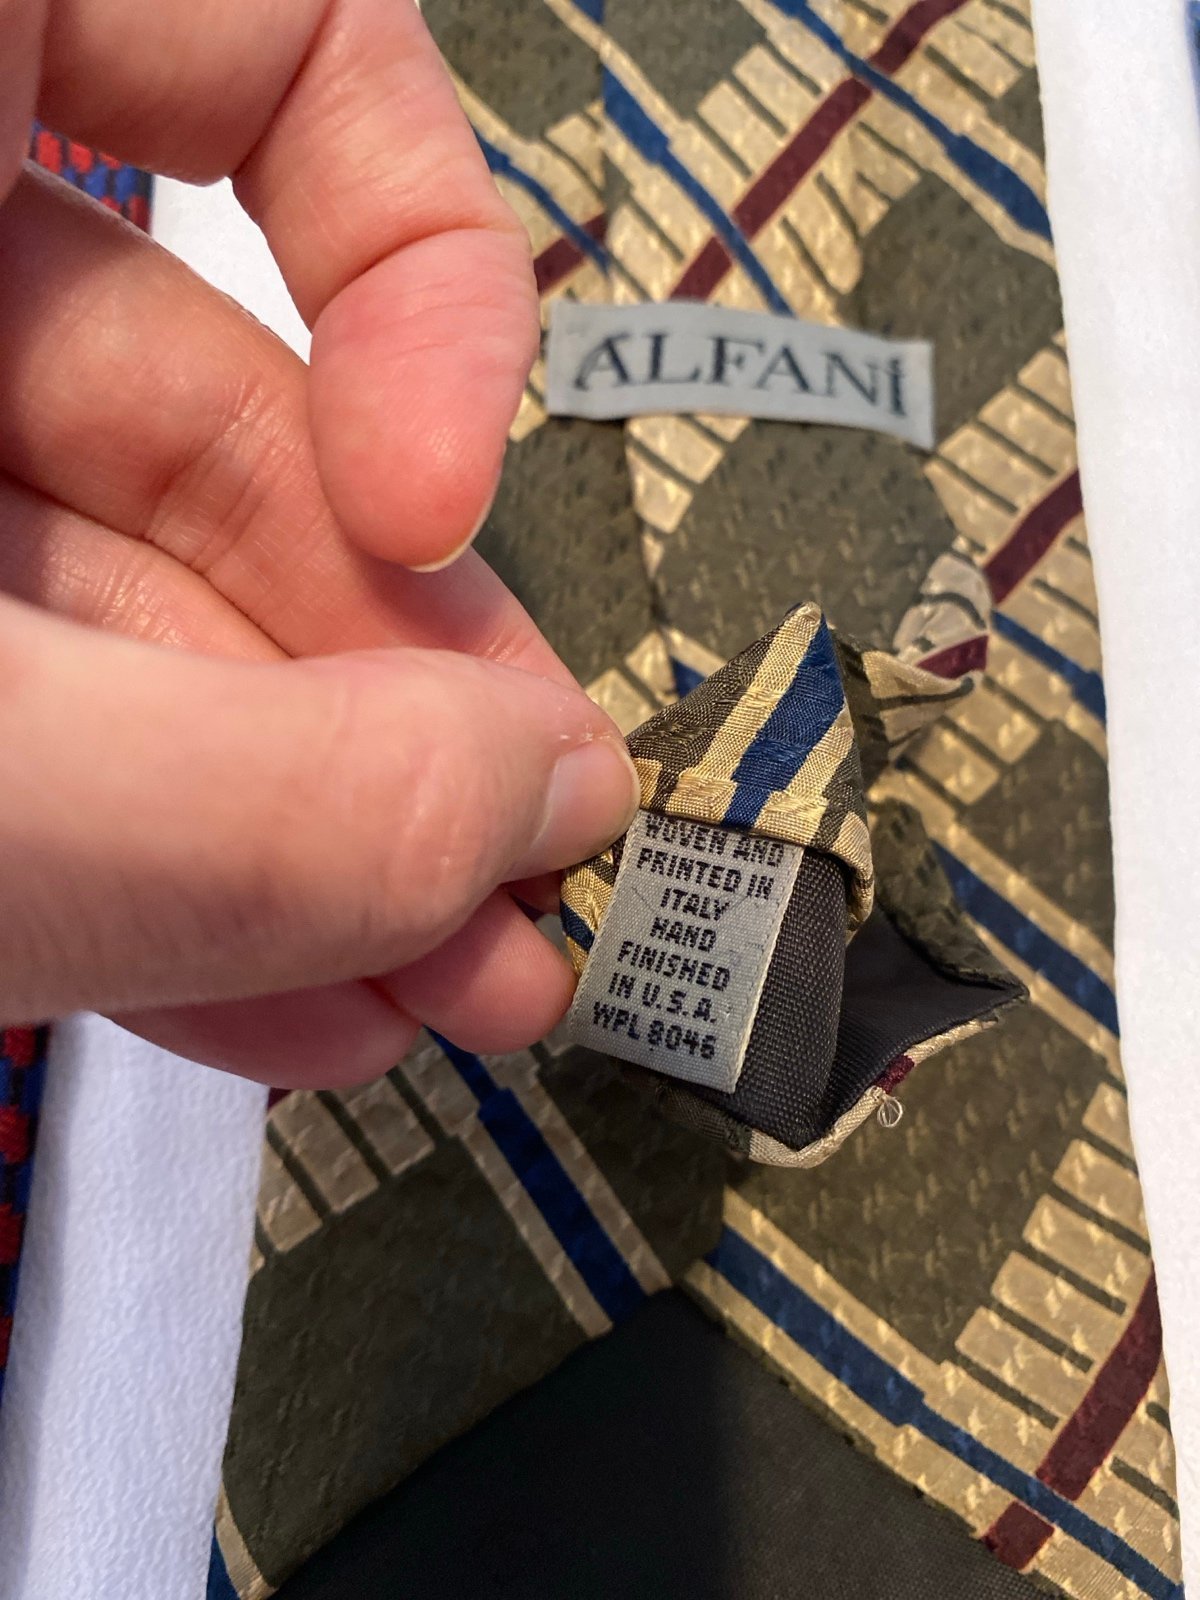 ALFANi
WOVEN AND
PRINTED IN
ITALY
HAND
FINISHED
IN U.S.A.
WPL 8046